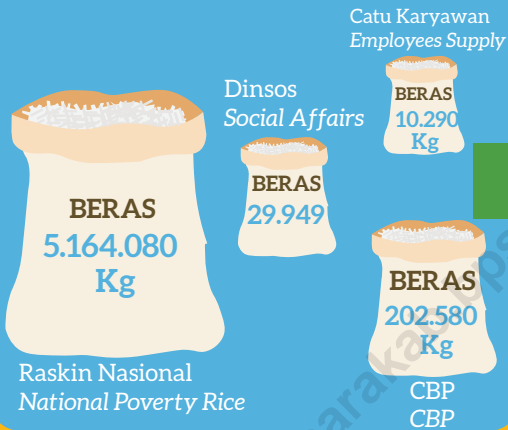 Catu Karyawan
Employees Supply
BERAS
10.290
Kg
Dinsos
Social Affairs
BERAS
29.949
BERAS
5.164.080
Kg
Raskin Nasional
National Poverty Rice
BERAS
202.580
Kg
CBP
CBP